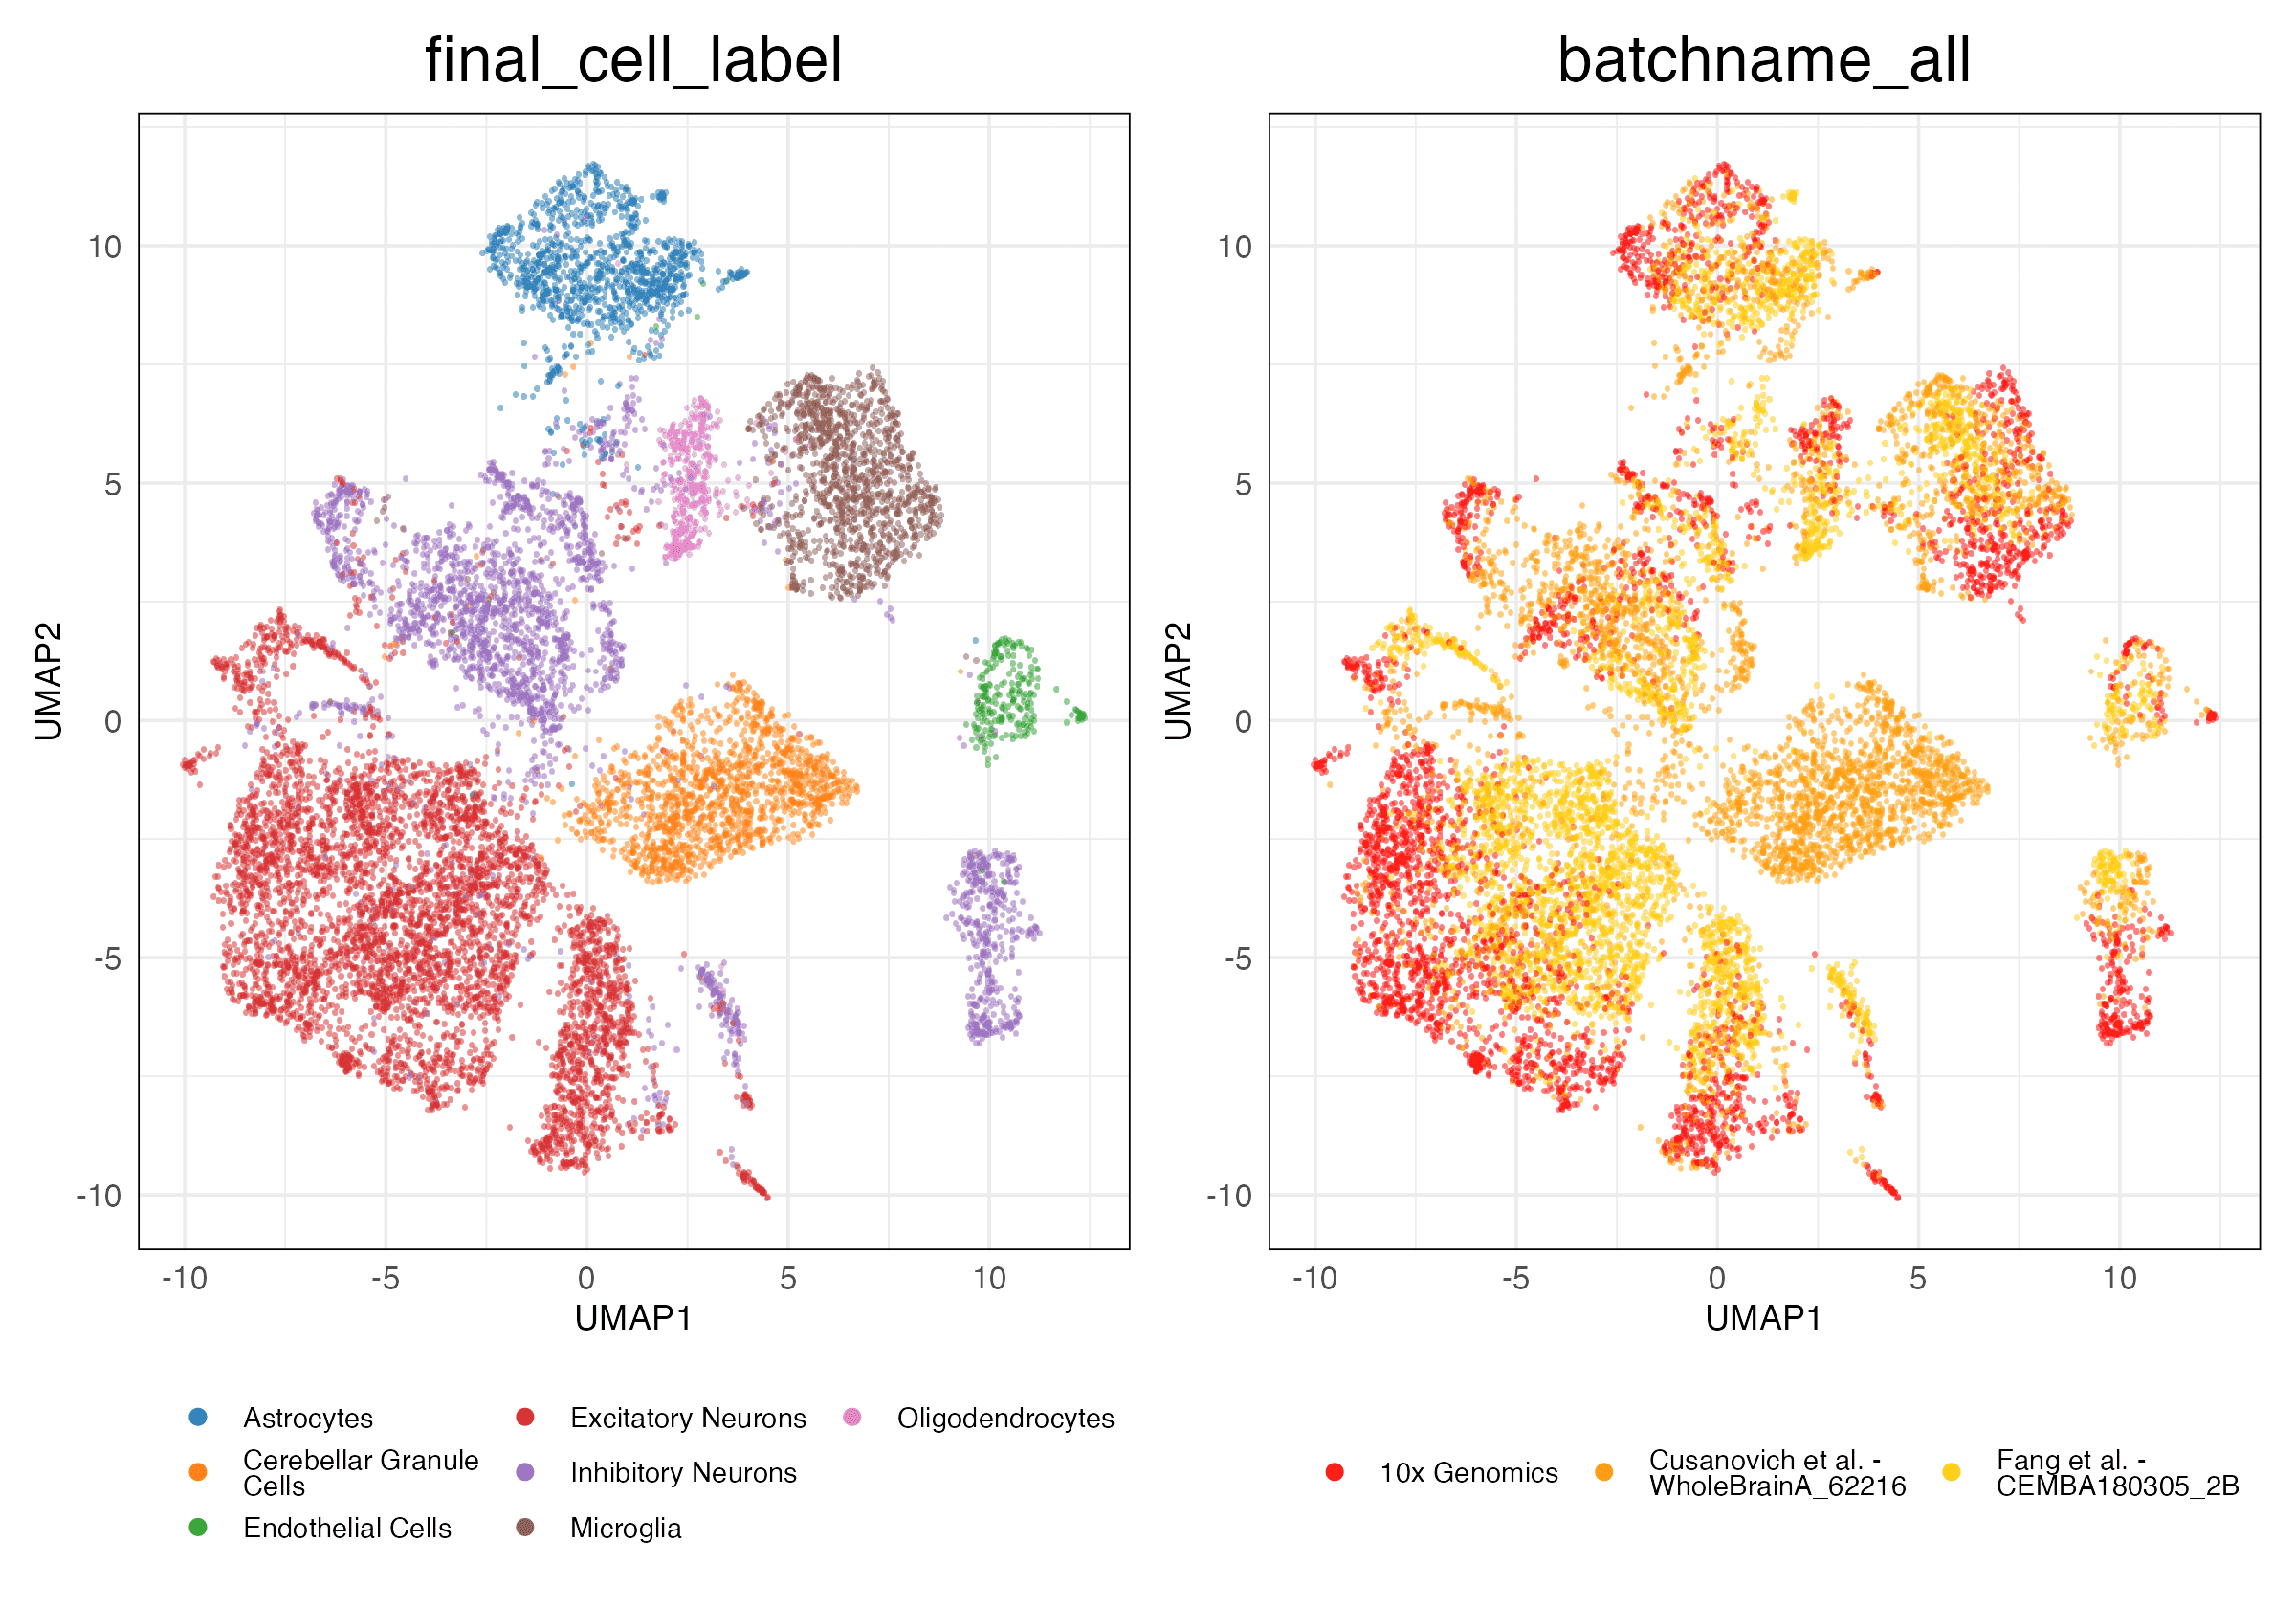 final_cell_label
batchname_all
10
5
0
-5
-10
UMAP2
-10
-5
0
5
10
UMAP1
10
5
0
-5
-10
UMAP2
-10
-5
0
5
10
UMAP1
Astrocytes
Cerebellar Granule
Cells
Endothelial Cells
Excitatory Neurons
Inhibitory Neurons
Microglia
Oligodendrocytes
10x Genomics
Cusanovich et al. -
WholeBrainA_62216
Fang et al. -
CEMBA180305_2B